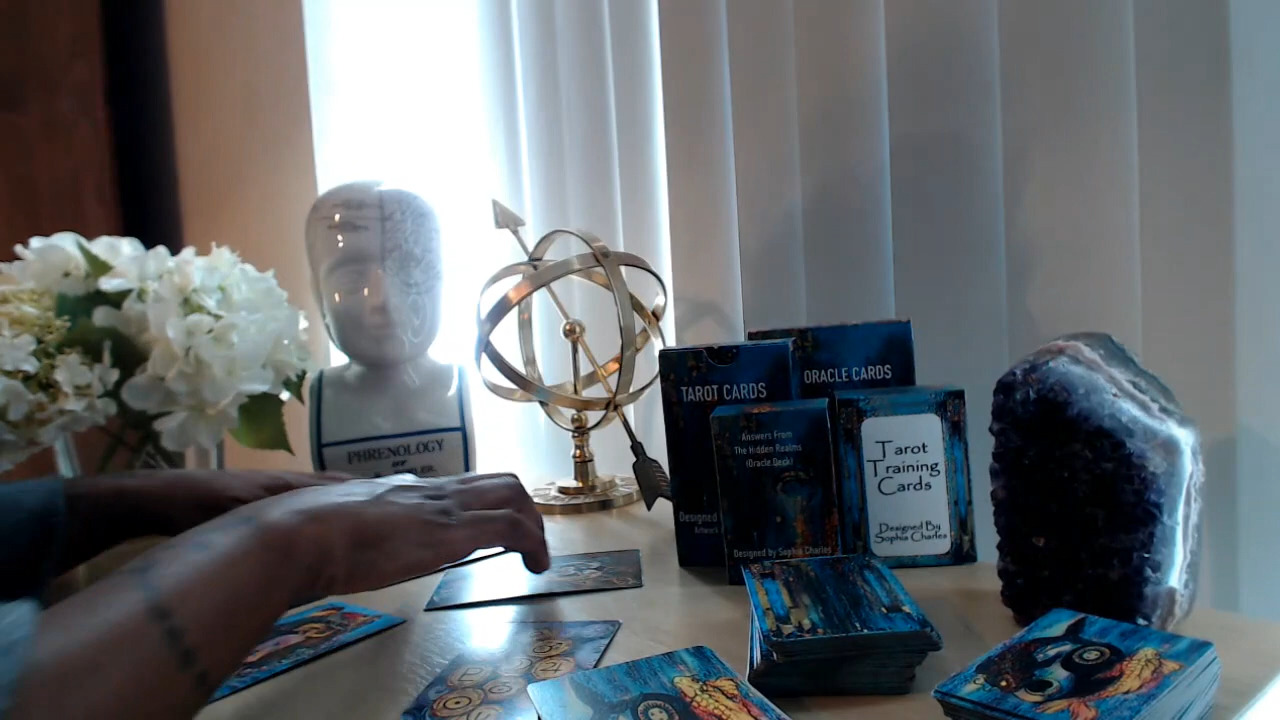 PHRENOLOGY
TAROT CARDS
Designed
ORACLE CARDS
Answers From
The Hidden Realms
(Oracle Deck)
Designed by Sophia Charles
Tarot
Training
Cards
Designed By
Sophia Charles